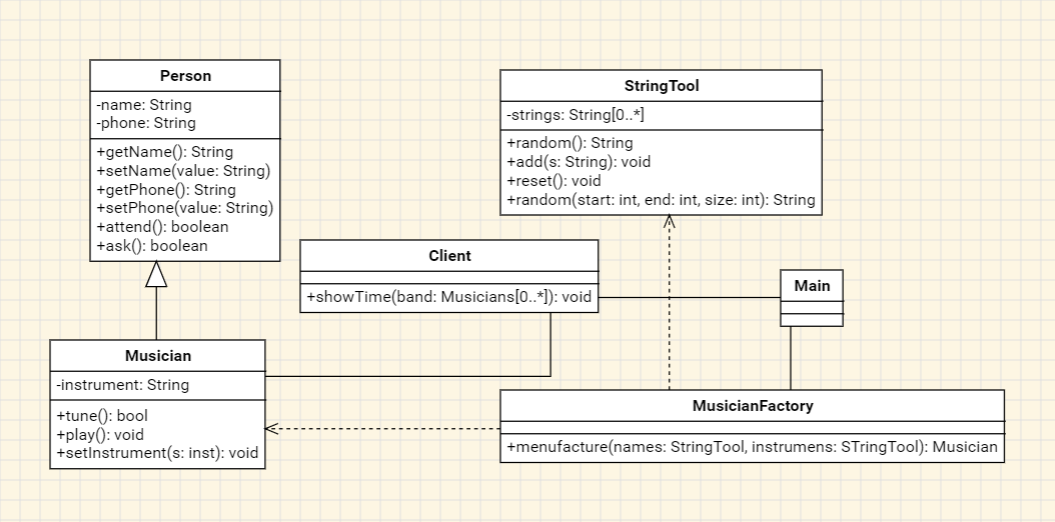 Person
-name: String
-phone: String
+getName(): String
+setName(value: String)
+getPhone(): String
+setPhone(value: String)
+attend(): boolean
+ask(): boolean
StringTool
-strings: String[0..*]
+random(): String
+add(s: String): void
+reset(): void
+random(start: int, end: int, size: int): String
Client
+showTime(band: Musicians[0..*]): void
Main
Musician
-instrument: String
+tune(): bool
+play(): void
+setInstrument(s: inst): void
MusicianFactory
+menufacture(names: StringTool, instrumens: STringTool): Musician